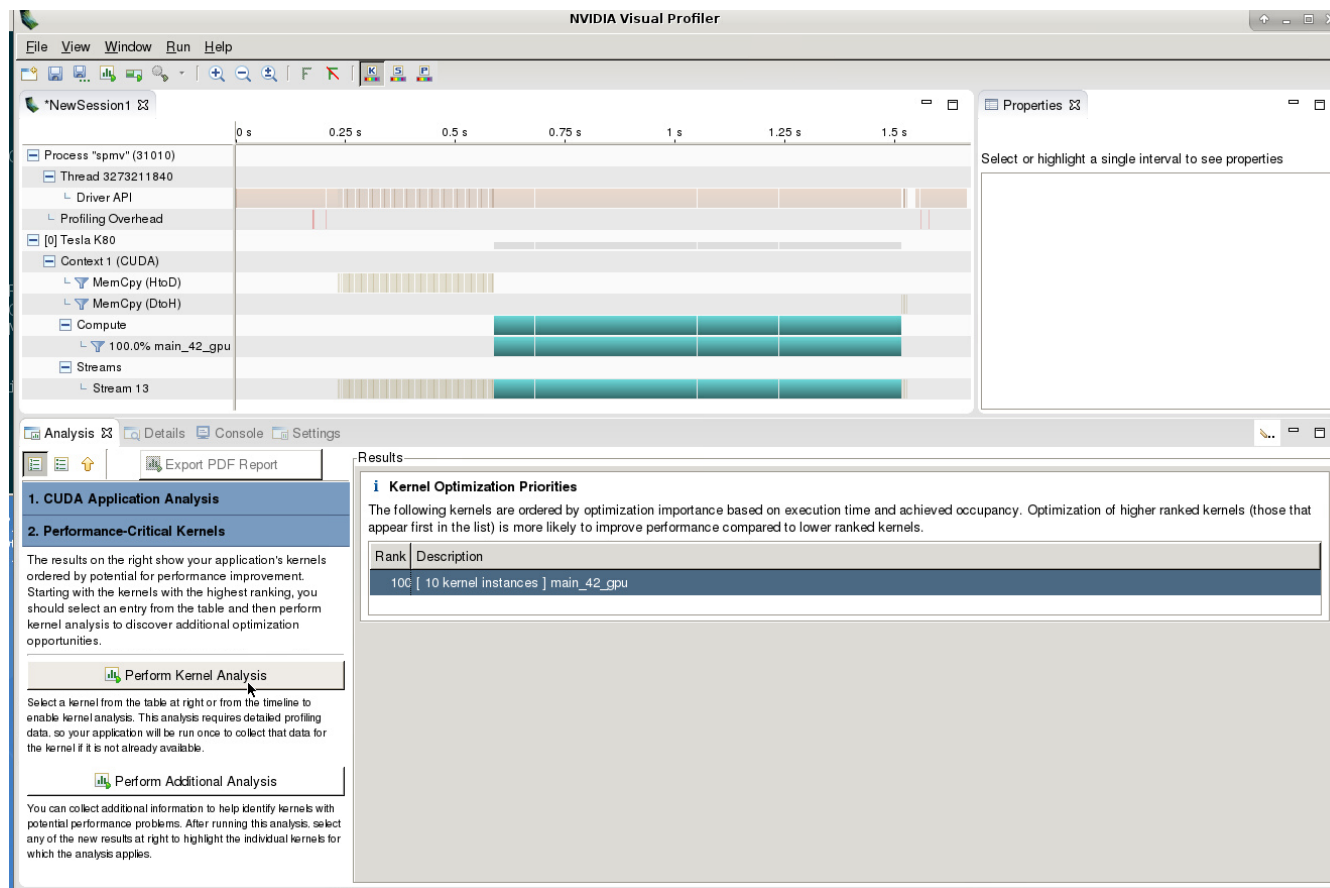 NVIDIA Visual Profiler
File View Window Run Help
*NewSession1
Properties
0 s 0.25 s 0.5 s 0.75 s 1 s 1.25 s 1.5 s
Process "spmv" (31010)
Thread 3273211840
Driver API
Profiling Overhead
[0] Tesla K80
Context 1 (CUDA)
MemCpy (HtoD)
MemCpy (DtoH)
Compute
100.0% main_42_gpu
Streams
Stream 13
Select or highlight a single interval to see properties
Analysis Details Console Settings
Export PDF Report
1. CUDA Application Analysis
2. Performance-Critical Kernels
The results on the right show your application's kernels
ordered by potential for performance improvement.
Starting with the kernels with the highest ranking, you
should select an entry from the table and then perform
kernel analysis to discover additional optimization
opportunities.
Perform Kernel Analysis
Select a kernel from the table at right or from the timeline to
enable kernel analysis. This analysis requires detailed profiling
data, so your application will be run once to collect that data for
the kernel if it is not already available.
Perform Additional Analysis
You can collect additional information to help identify kernels with
potential performance problems. After running this analysis, select
any of the new results at right to highlight the individual kernels for
which the analysis applies.
Results
i Kernel Optimization Priorities
The following kernels are ordered by optimization importance based on execution time and achieved occupancy. Optimization of higher ranked kernels (those that
appear first in the list) is more likely to improve performance compared to lower ranked kernels.
Rank Description
100 [ 10 kernel instances ] main_42_gpu